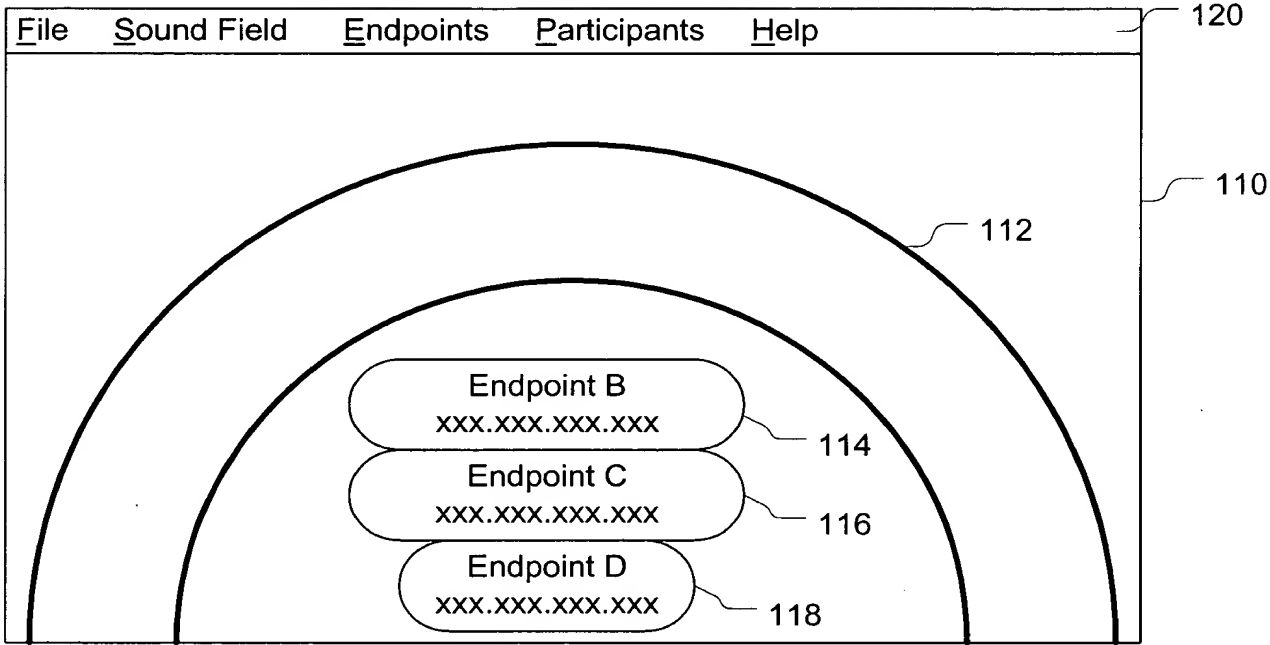 File Sound Field Endpoints Participants Help
120
110
112
Endpoint B
xxx.xxx.xxx.xxx
114
Endpoint C
xxx.xxx.xxx.xxx
116
Endpoint D
xxx.xxx.xxx.xxx
118